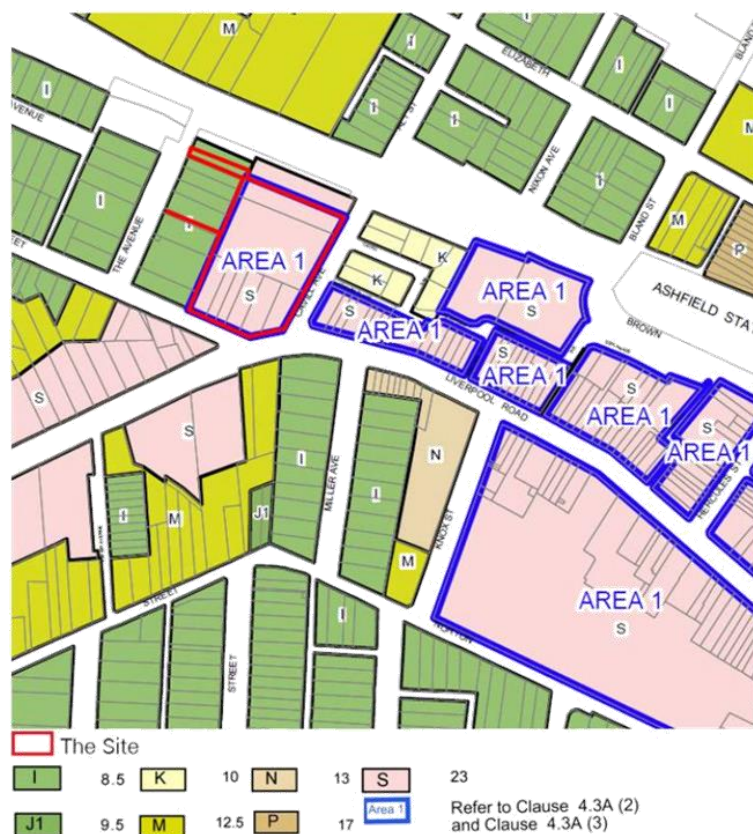 M
I
I
ELIZABETH
BLAND
I
AVENUE
I
M
I
I
I
NIXON AVE
I
BLAND ST
M
P
I
THE AVENUE
I
K
AREA 1
S
K
AREA 1
S
ASHFIELD STA
BROWN
S
AREA 1
S
AREA 1
S
AREA 1
S
AREA 1
LIVERPOOL ROAD
HERCULES S
S
S
I
MILLER AVE
I
N
KNOX ST
I
M
J1
M
AREA 1
S
STREET
I
NORTON
STREET
The Site
I 8.5 K 10 N 13 S 23
J1 9.5 M 12.5 P 17 Area 1 Refer to Clause 4.3A (2)
and Clause 4.3A (3)